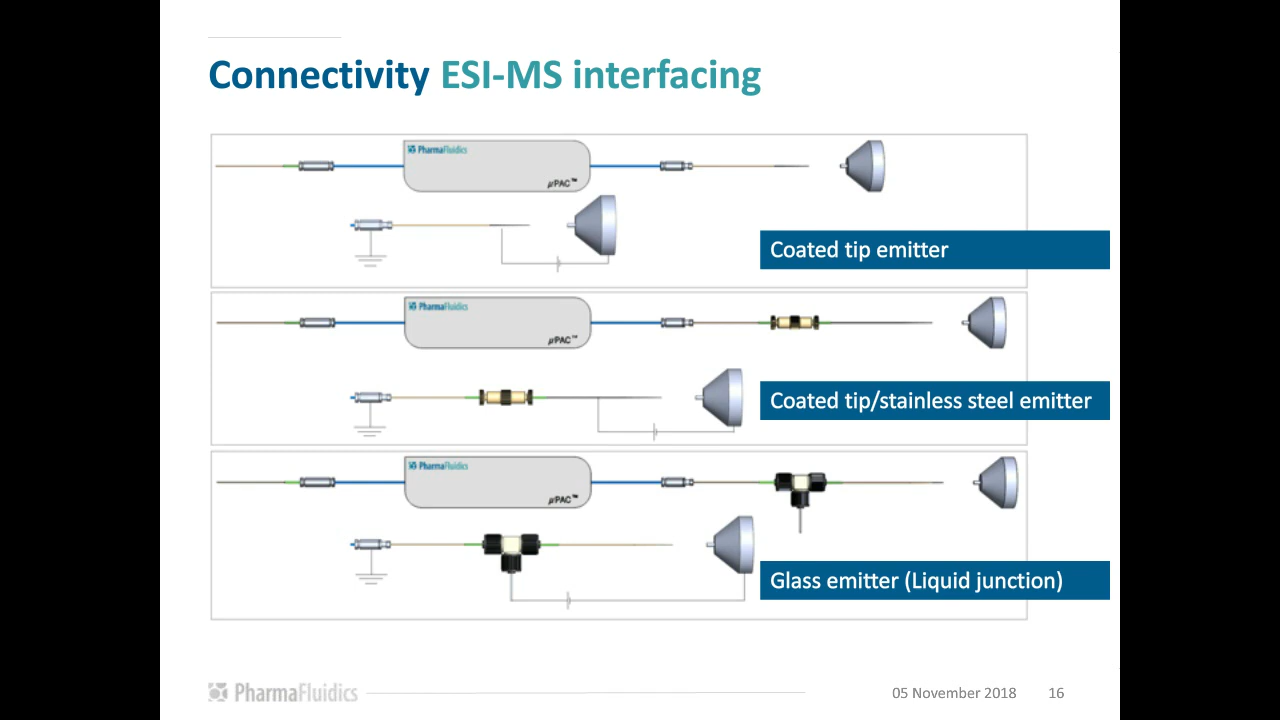 Connectivity ESI-MS interfacing
PharmaFluidics
µPAC™
Coated tip emitter
PharmaFluidics
µPAC™
Coated tip/stainless steel emitter
PharmaFluidics
µPAC™
Glass emitter (Liquid junction)
PharmaFluidics
05 November 2018
16